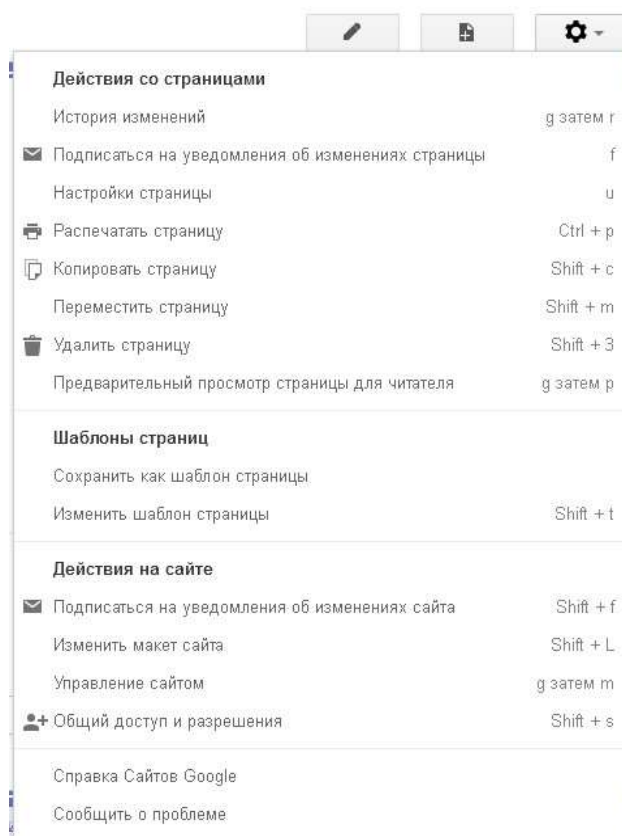 Действия со страницами
История изменений g затем r
Подписаться на уведомления об изменениях страницы f
Настройки страницы u
Распечатать страницу Ctrl + p
Копировать страницу Shift + c
Переместить страницу Shift + m
Удалить страницу Shift + 3
Предварительный просмотр страницы для читателя g затем p
Шаблоны страниц
Сохранить как шаблон страницы
Изменить шаблон страницы Shift + t
Действия на сайте
Подписаться на уведомления об изменениях сайта Shift + f
Изменить макет сайта Shift + L
Управление сайтом g затем m
Общий доступ и разрешения Shift + s
Справка Сайтов Google
Сообщить о проблеме